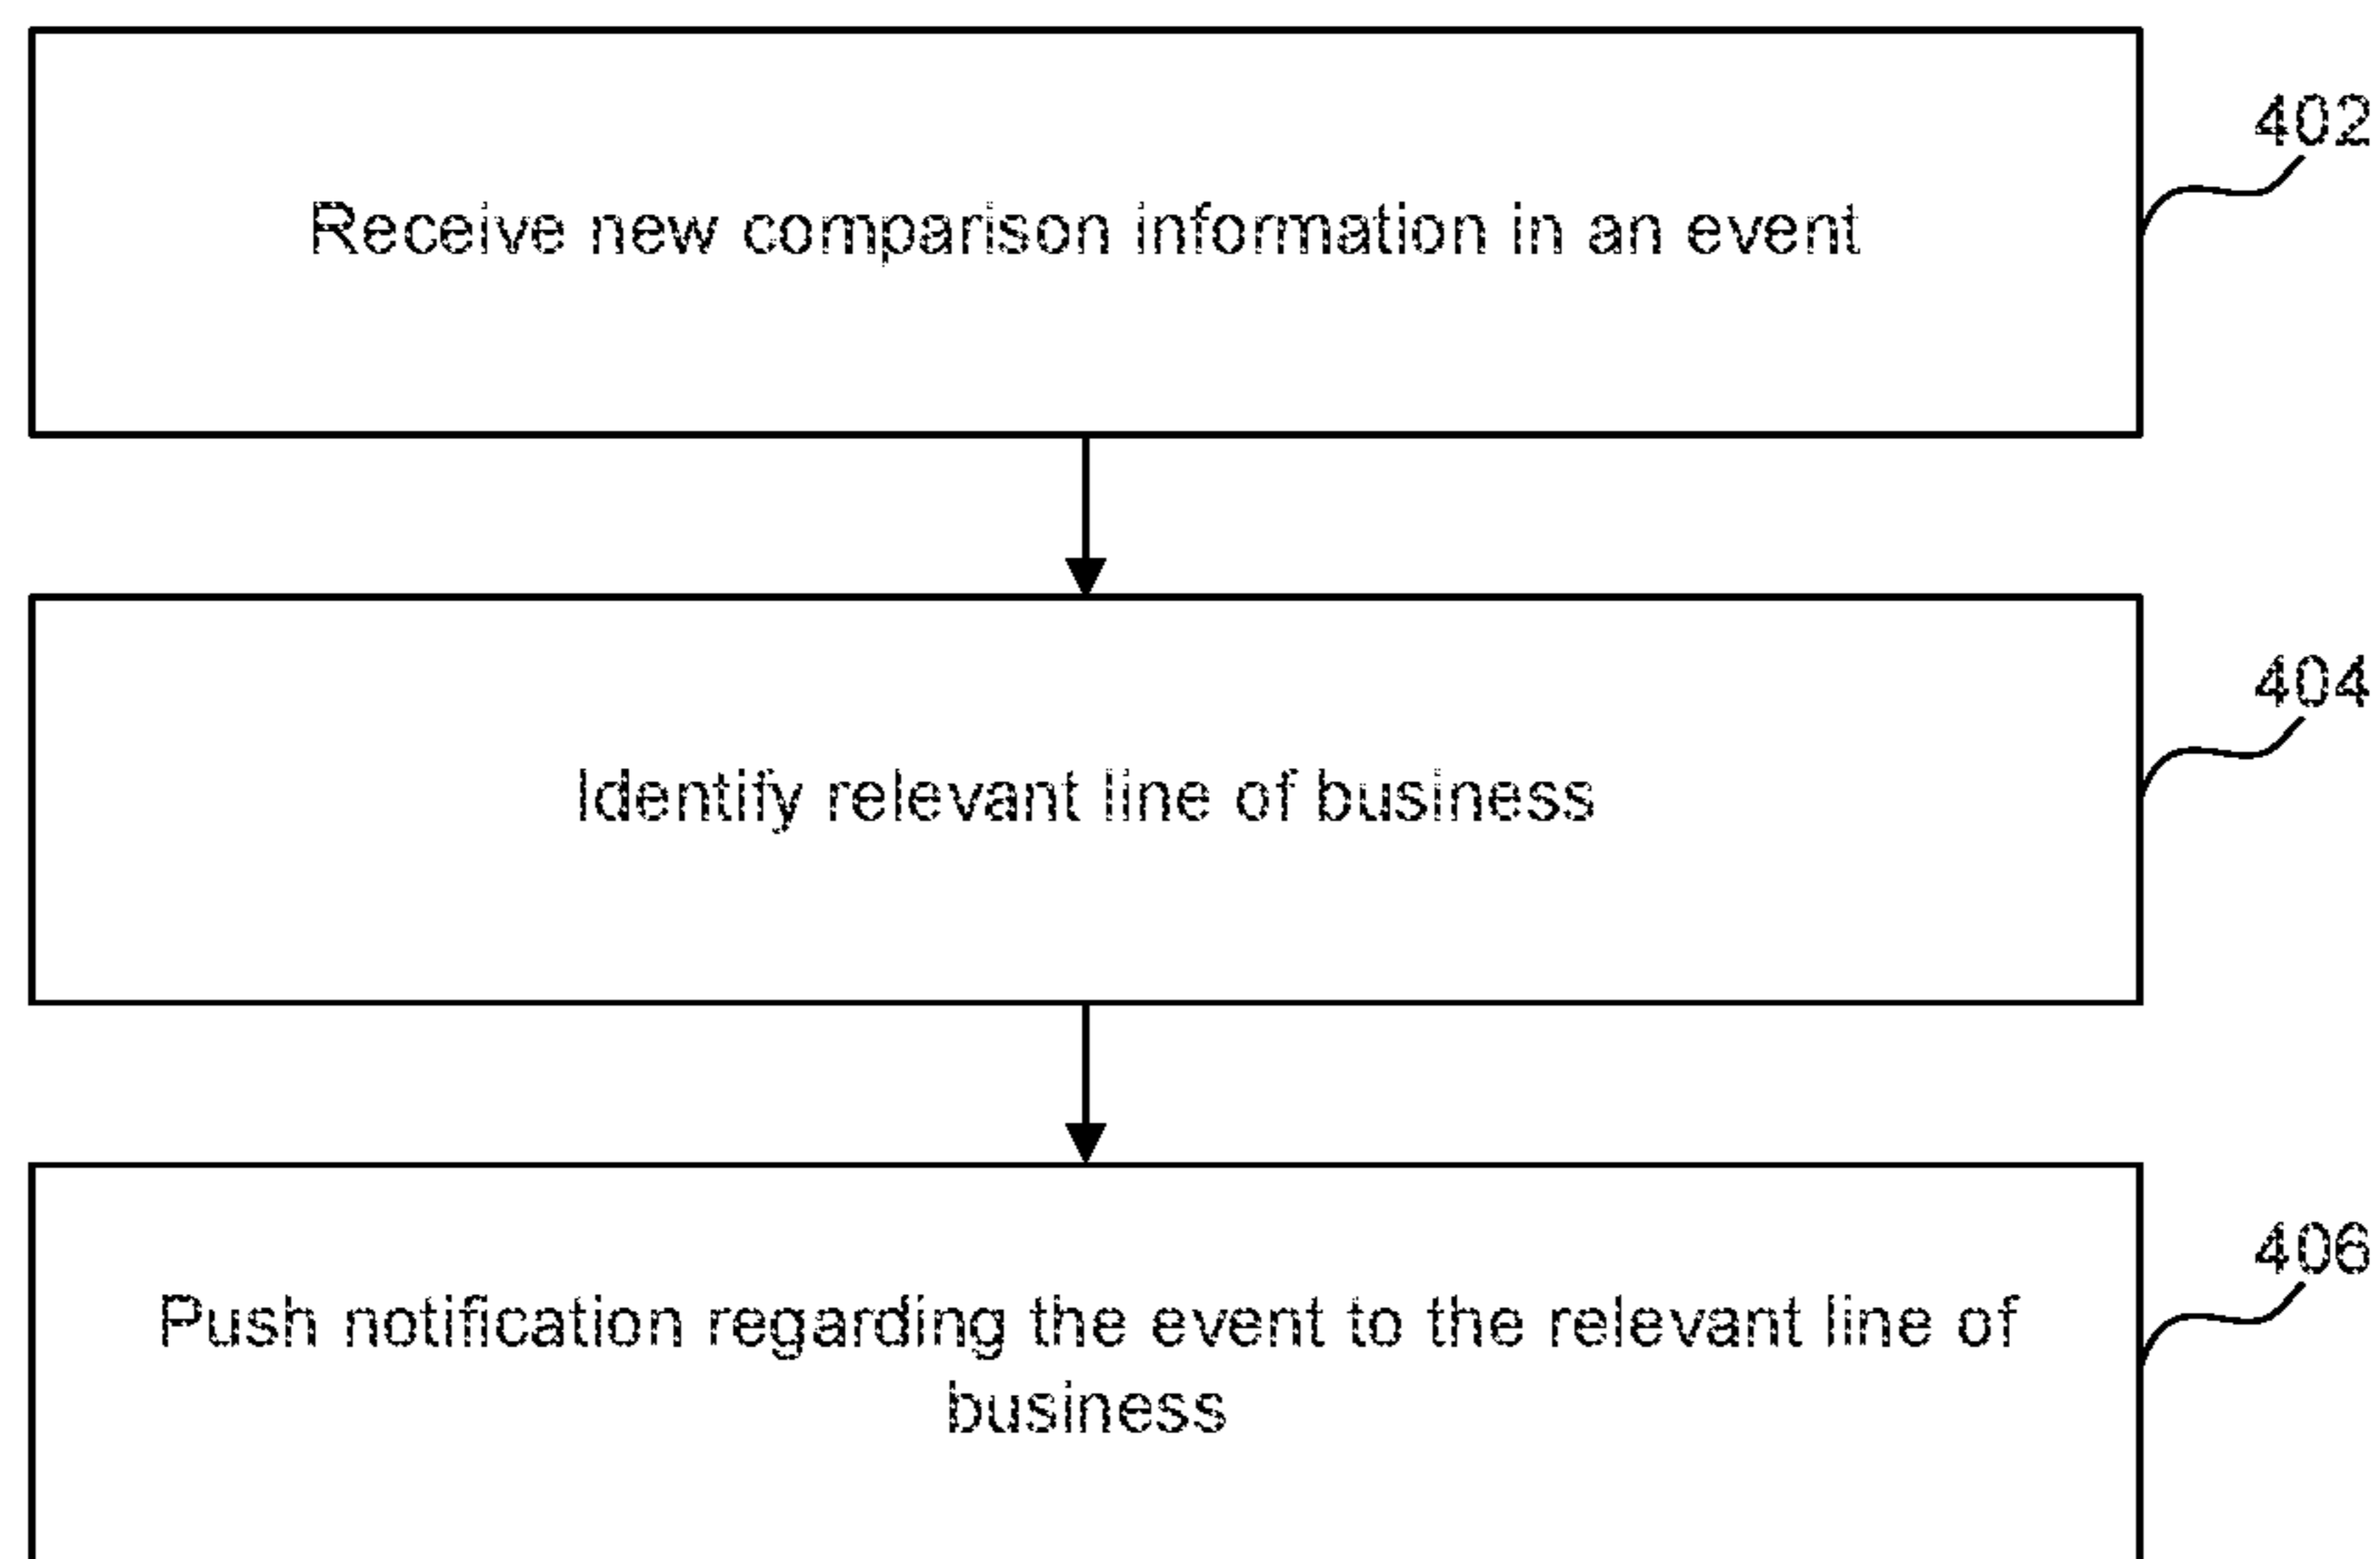 402
Receive new comparison information in an event
404
Identify relevant line of business
406
Push notification regarding the event to the relevant line of
business